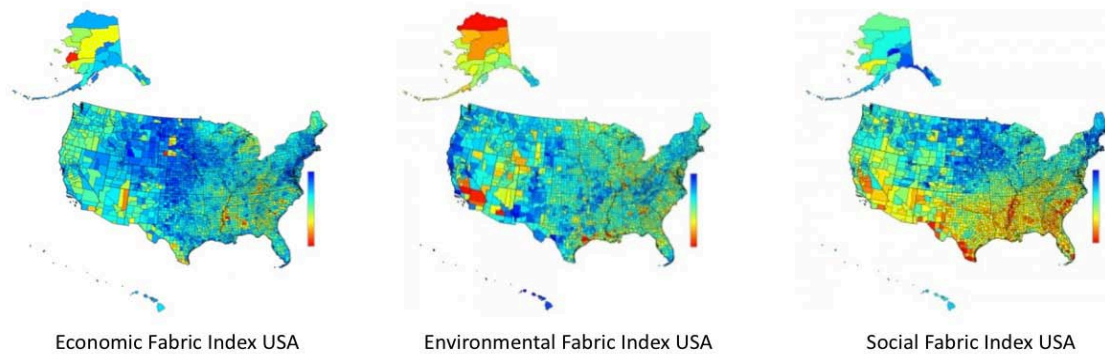 Economic Fabric Index USA
Environmental Fabric Index USA
Social Fabric Index USA